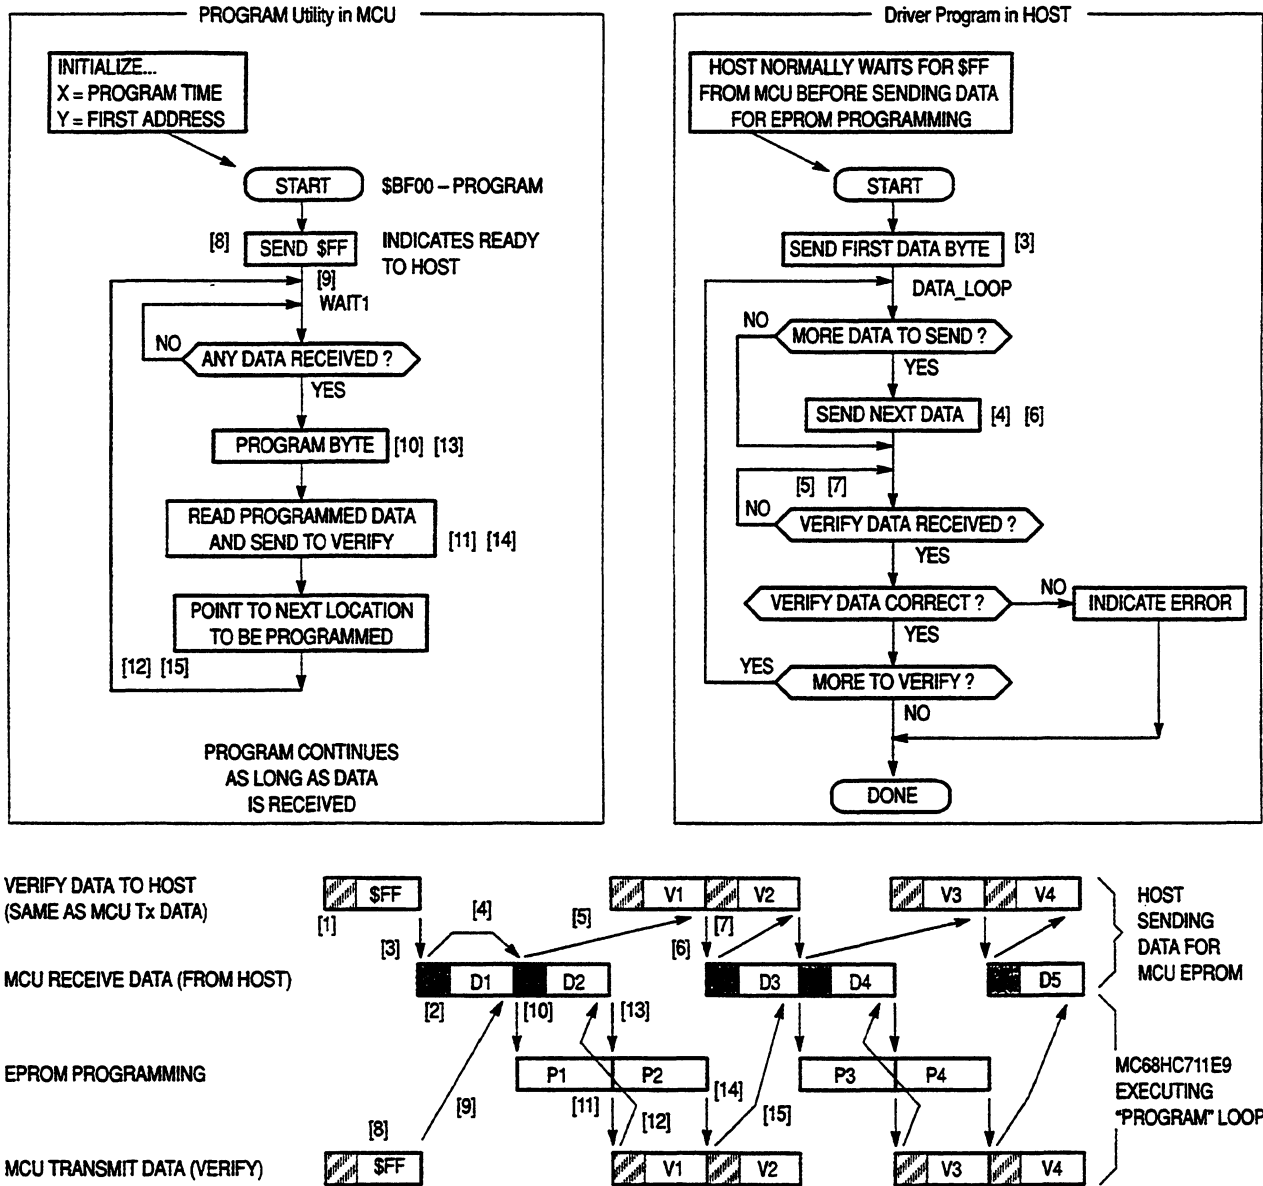 PROGRAM Utility in MCU
INITIALIZE...
X = PROGRAM TIME
Y = FIRST ADDRESS
START
$BF00 – PROGRAM
[8]
SEND $FF
INDICATES READY
TO HOST
[9]
WAIT1
NO
ANY DATA RECEIVED ?
YES
PROGRAM BYTE
[10] [13]
READ PROGRAMMED DATA
AND SEND TO VERIFY
[11] [14]
POINT TO NEXT LOCATION
TO BE PROGRAMMED
[12] [15]
PROGRAM CONTINUES
AS LONG AS DATA
IS RECEIVED
Driver Program in HOST
HOST NORMALLY WAITS FOR $FF
FROM MCU BEFORE SENDING DATA
FOR EPROM PROGRAMMING
START
SEND FIRST DATA BYTE
[3]
DATA_LOOP
NO
MORE DATA TO SEND ?
YES
SEND NEXT DATA
[4] [6]
[5] [7]
NO
VERIFY DATA RECEIVED ?
YES
VERIFY DATA CORRECT ?
NO
INDICATE ERROR
YES
YES
MORE TO VERIFY ?
NO
DONE
VERIFY DATA TO HOST
(SAME AS MCU Tx DATA)
$FF
V1
V2
V3
V4
[1]
[3]
[4]
[5]
[6]
[7]
HOST
SENDING
DATA FOR
MCU EPROM
MCU RECEIVE DATA (FROM HOST)
D1
D2
D3
D4
D5
[2]
[10]
[13]
EPROM PROGRAMMING
P1
P2
P3
P4
[9]
[11]
[12]
[14]
[15]
MC68HC711E9
EXECUTING
"PROGRAM" LOOP
[8]
MCU TRANSMIT DATA (VERIFY)
$FF
V1
V2
V3
V4